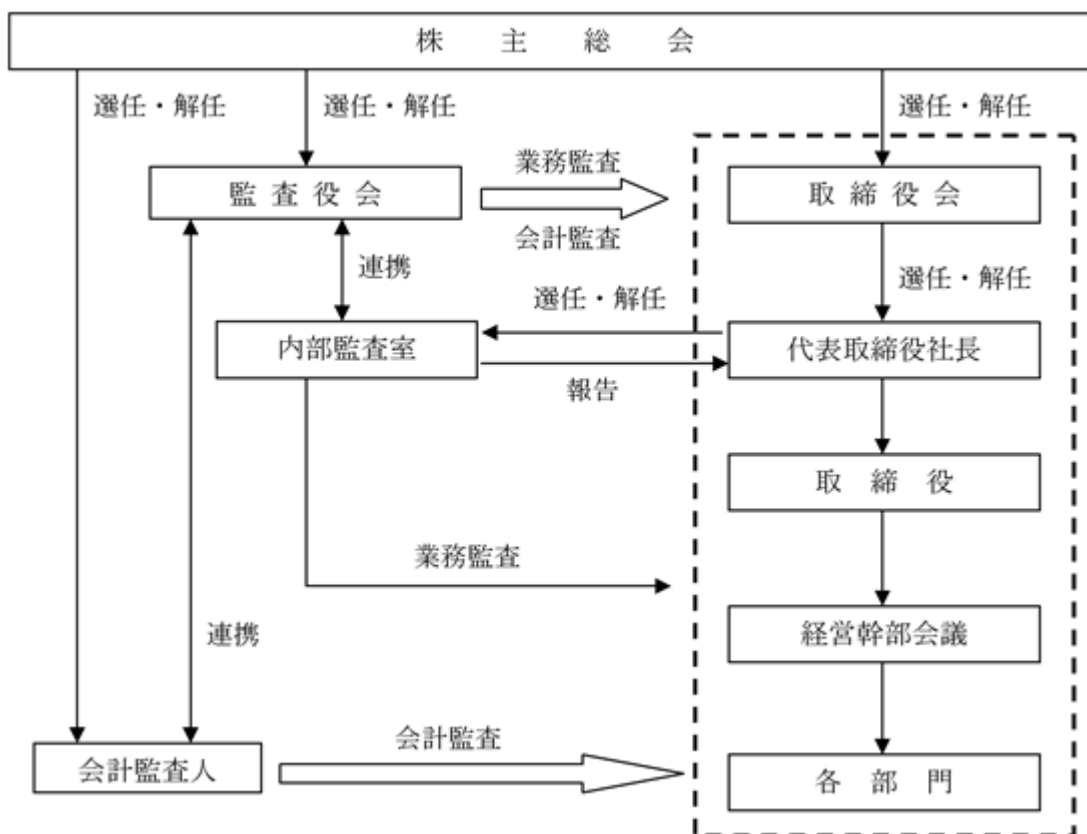 株主総会
選任・解任
選任・解任
選任・解任
業務監査
監査役会
取締役会
会計監査
連携
選任・解任
選任・解任
内部監査室
代表取締役社長
報告
取締役
業務監査
連携
経営幹部会議
会計監査
会計監査人
各部門